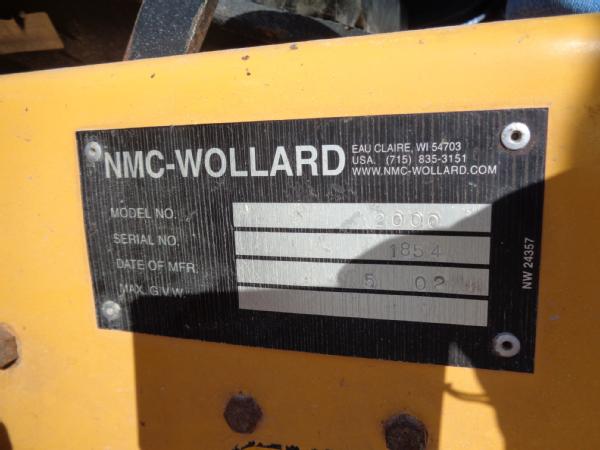 NMC-WOLLARD
EAU CLAIRE, WI 54703
USA. (715) 835-3151
WWW.NMC-WOLLARD.COM
MODEL NO. 2000
SERIAL NO. 1854
DATE OF MFR. 5 02
MAX. G.V.W.
NW 24357